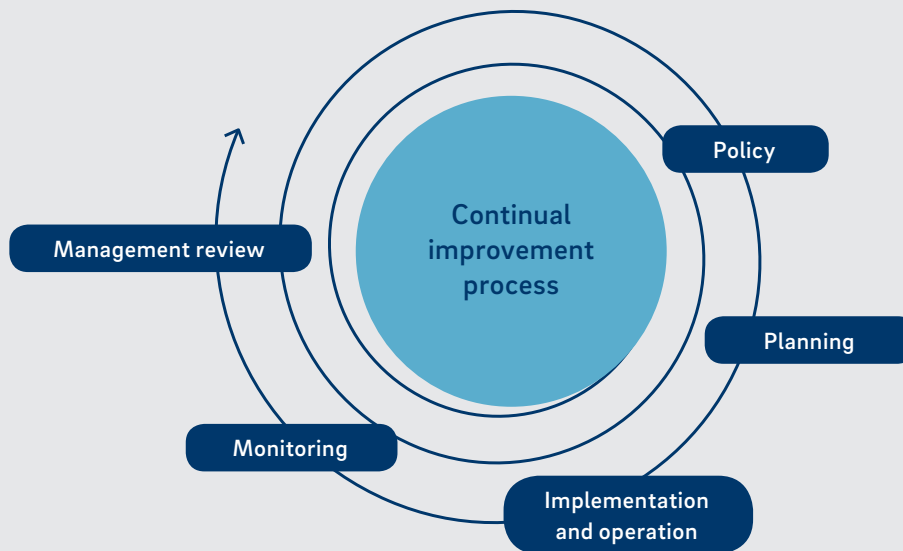 Continual
improvement
process
Policy
Planning
Implementation
and operation
Monitoring
Management review